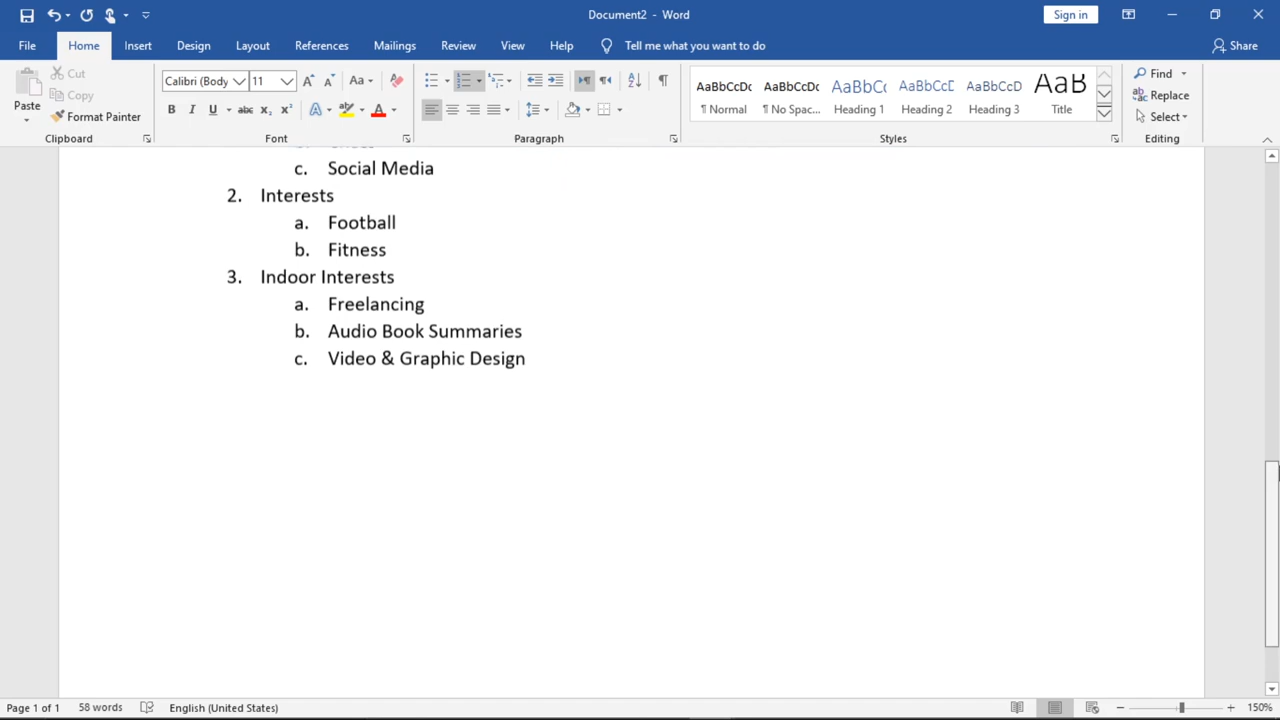 Document2 - Word
Sign in
File Home Insert Design Layout References Mailings Review View Help Tell me what you want to do Share
Cut
Copy
Paste
Format Painter
Clipboard
Calibri (Body 11
Aa
B I U abc x₂ x²
A
A
Font
Paragraph
AaBbCcDc AaBbCcDc AaBbC( AaBbCcD AaBbCcD AaB
¶ Normal ¶ No Spac... Heading 1 Heading 2 Heading 3 Title
Styles
Find
Replace
Select
Editing
c. Social Media
2. Interests
a. Football
b. Fitness
3. Indoor Interests
a. Freelancing
b. Audio Book Summaries
c. Video & Graphic Design
Page 1 of 1 58 words English (United States) 150%